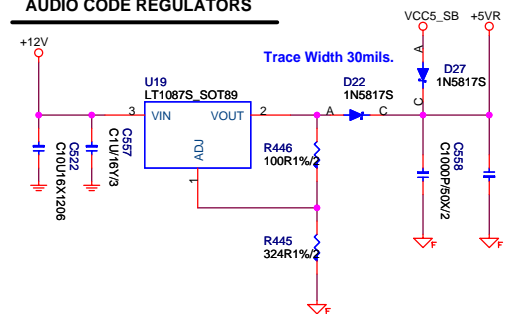 AUDIO CODE REGULATORS
+12V
VCC5_SB
+5VR
Trace Width 30mils.
U19
LT1087S_SOT89
D22
1N5817S
D27
1N5817S
A
C
3
VIN
VOUT
2
A
C
ADJ
1
C557
C1U/16Y/3
C522
C10U16X1206
R446
100R1%/2
C558
C1000P/50X/2
R445
324R1%/2
F
F
F